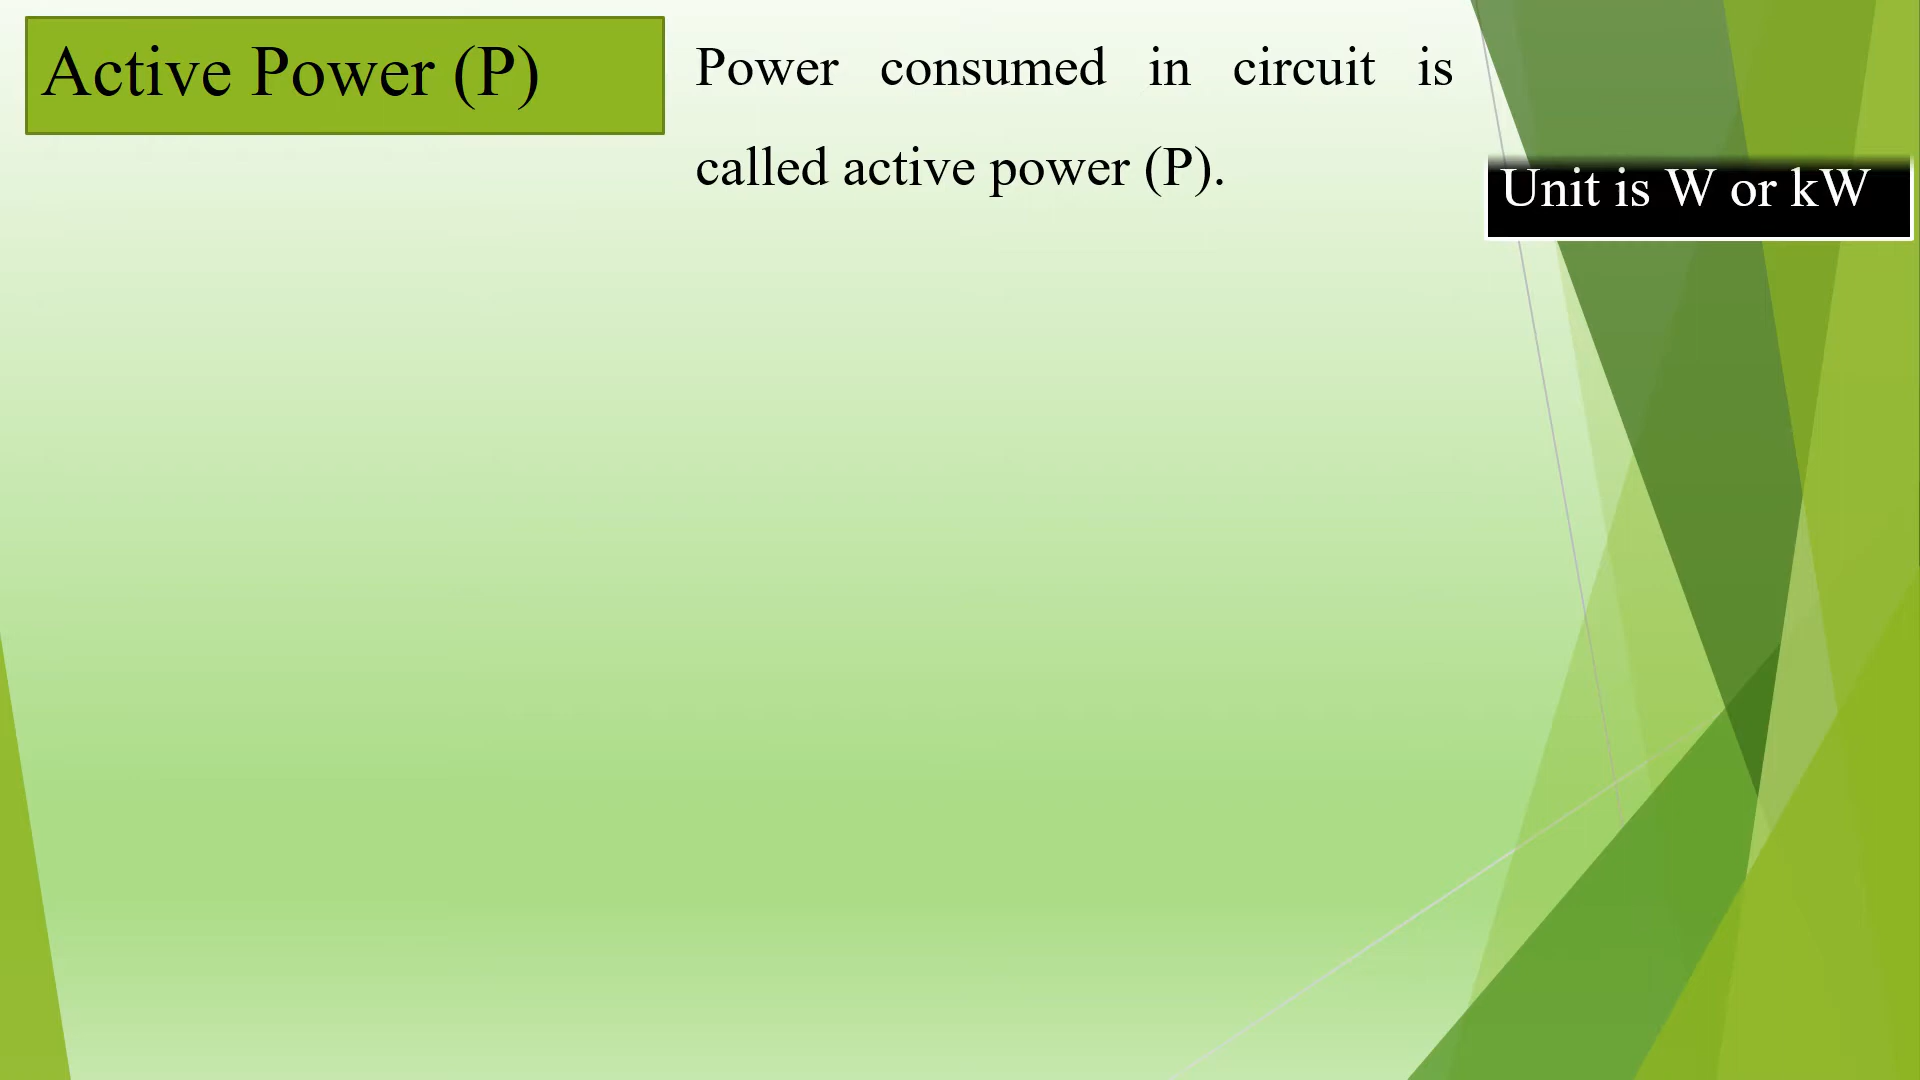 Active Power (P)
Power consumed in circuit is
called active power (P).
Unit is W or kW